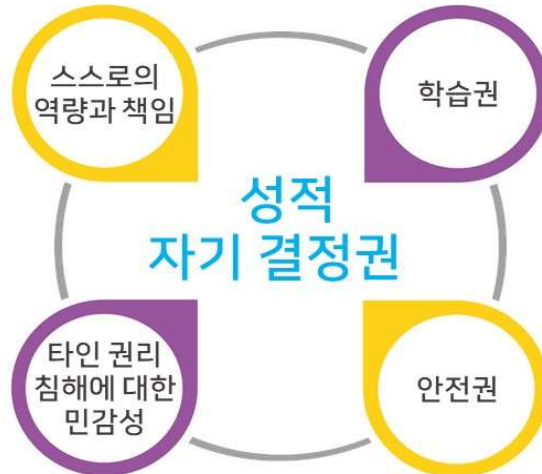 스스로의
역량과 책임
학습권
성적
자기 결정권
타인 권리
침해에 대한
민감성
안전권